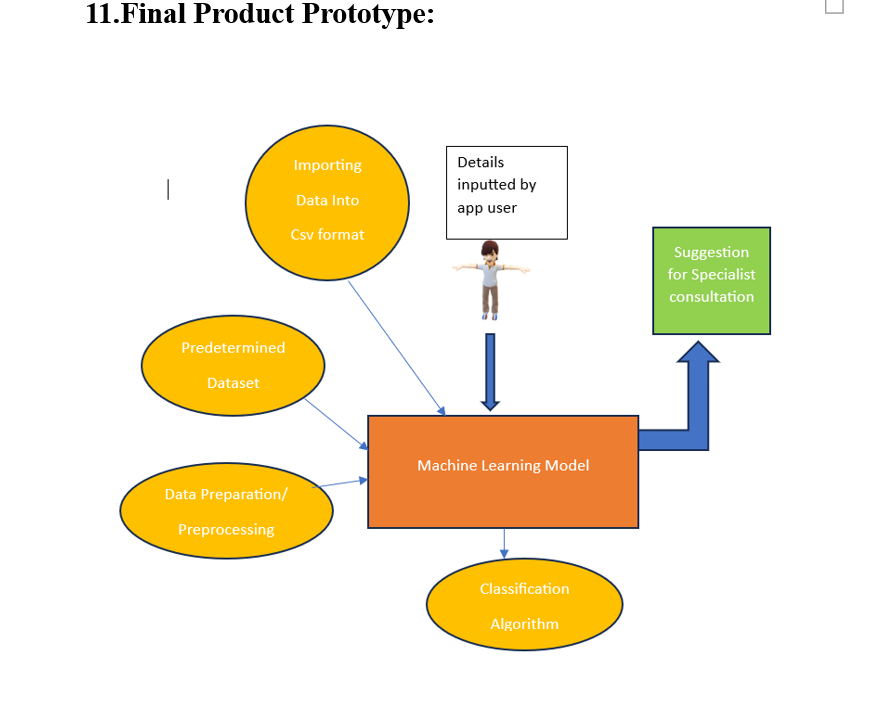 11.Final Product Prototype:
Importing
Data Into
Csv format
Details
inputted by
app user
Suggestion
for Specialist
consultation
Predetermined
Dataset
Machine Learning Model
Data Preparation/
Preprocessing
Classification
Algorithm